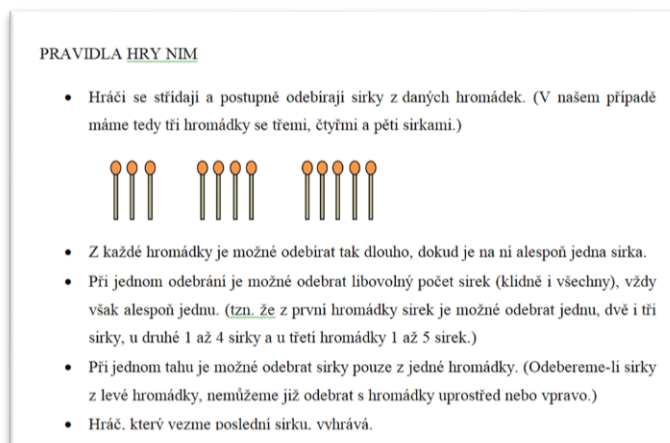 PRAVIDLA HRY NIM
• Hráči se střídají a postupně odebírají sirky z daných hromádek. (V našem případě
máme tedy tři hromádky se třemi, čtyřmi a pěti sirkami.)
• Z každé hromádky je možné odebírat tak dlouho, dokud je na ní alespoň jedna sirka.
• Při jednom odebrání je možné odebrat libovolný počet sirek (klidně i všechny), vždy
však alespoň jednu. (tzn. že z první hromádky sirek je možné odebrat jednu, dvě i tři
sirky, u druhé 1 až 4 sirky a u třetí hromádky 1 až 5 sirek.)
• Při jednom tahu je možné odebrat sirky pouze z jedné hromádky. (Odebereme-li sirky
z levé hromádky, nemůžeme již odebrat s hromádky uprostřed nebo vpravo.)
• Hráč, který vezme poslední sirku, vyhrává.